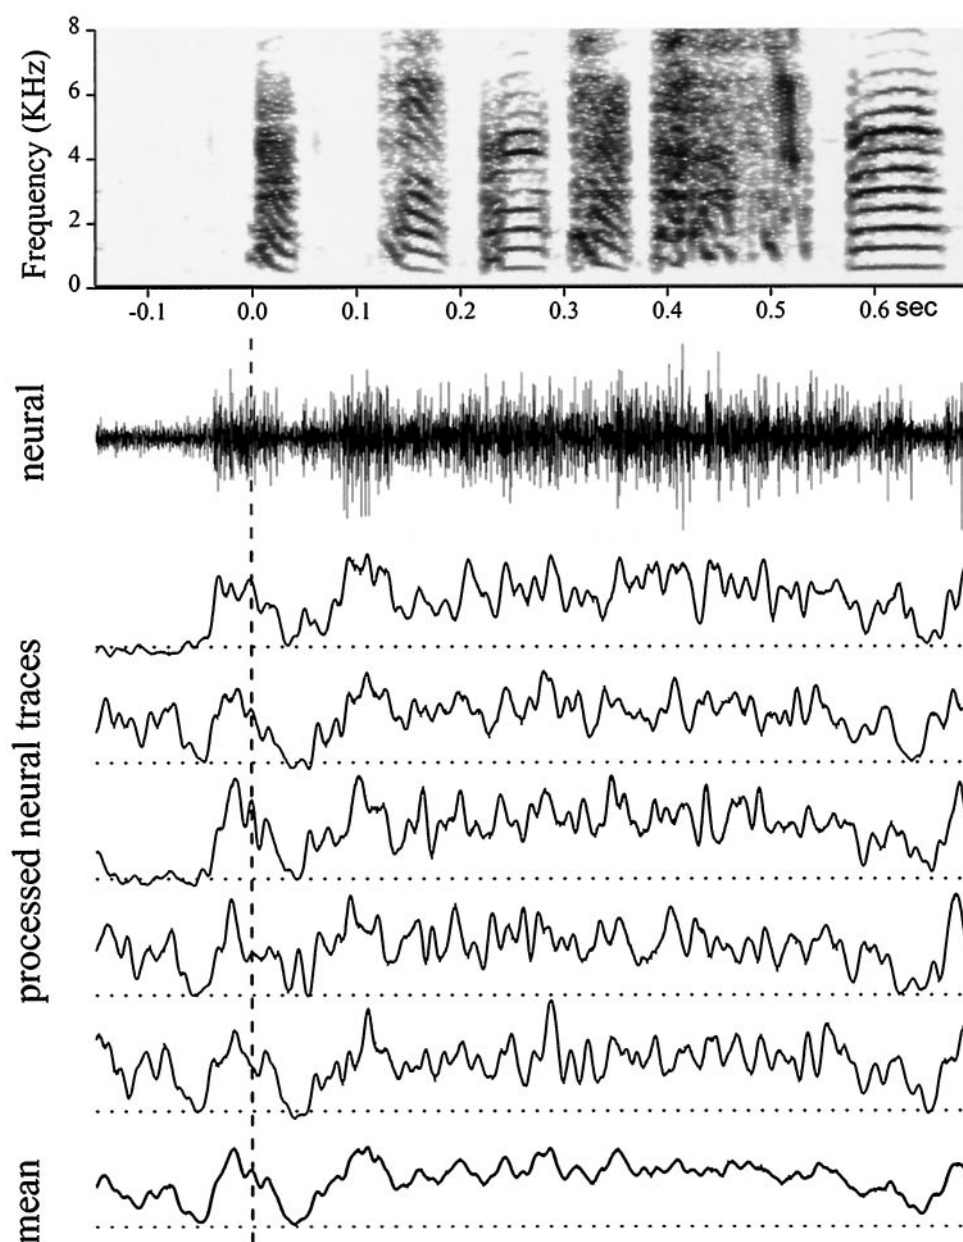 Frequency (KHz)
8
6
4
2
0
-0.1 0.0 0.1 0.2 0.3 0.4 0.5 0.6 sec
neural
processed neural traces
mean